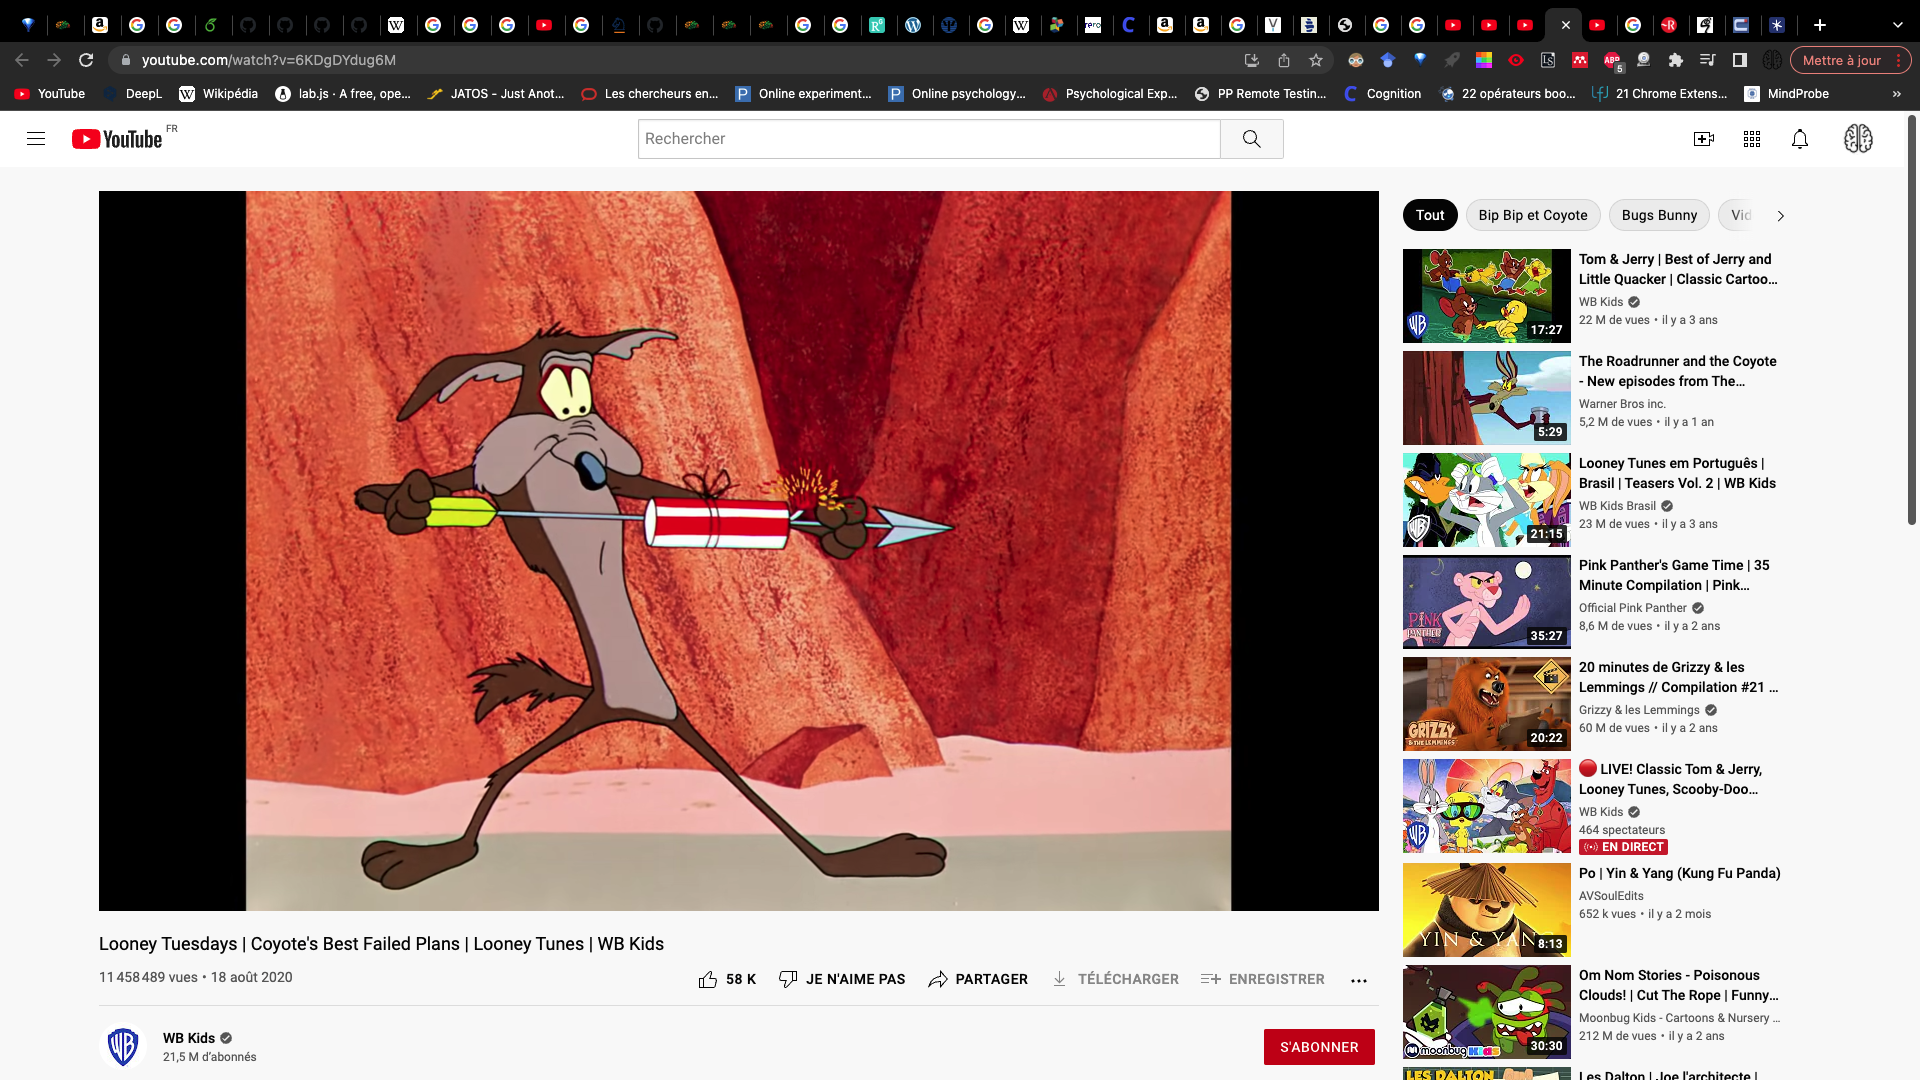 youtube.com/watch?v=6KDgDYdug6M
5
Mettre à jour
YouTube
DeepL
Wikipédia
lab.js · A free, ope...
JATOS - Just Anot...
Les chercheurs en...
Online experiment...
Online psychology...
Psychological Exp...
PP Remote Testin...
Cognition
22 opérateurs boo...
21 Chrome Extens...
MindProbe
»
YouTube FR
Rechercher
Tout
Bip Bip et Coyote
Bugs Bunny
Vid
17:27
Tom & Jerry | Best of Jerry and
Little Quacker | Classic Cartoo...
WB Kids
22 M de vues • il y a 3 ans
5:29
The Roadrunner and the Coyote
- New episodes from The...
Warner Bros inc.
5,2 M de vues • il y a 1 an
21:15
Looney Tunes em Português |
Brasil | Teasers Vol. 2 | WB Kids
WB Kids Brasil
23 M de vues • il y a 3 ans
PINK
PANTHER
35:27
Pink Panther's Game Time | 35
Minute Compilation | Pink...
Official Pink Panther
8,6 M de vues • il y a 2 ans
GRIZZY
& THE LEMMINGS
20:22
20 minutes de Grizzy & les
Lemmings // Compilation #21 ...
Grizzy & les Lemmings
60 M de vues • il y a 2 ans
LIVE! Classic Tom & Jerry,
Looney Tunes, Scooby-Doo...
WB Kids
464 spectateurs
EN DIRECT
YIN & YANG
8:13
Po | Yin & Yang (Kung Fu Panda)
AVSoulEdits
652 k vues • il y a 2 mois
moonbug KIDS
30:30
Om Nom Stories - Poisonous
Clouds! | Cut The Rope | Funny...
Moonbug Kids - Cartoons & Nursery ...
212 M de vues • il y a 2 ans
LES DALTON
Les Dalton | Joe l'architecte |
Looney Tuesdays | Coyote's Best Failed Plans | Looney Tunes | WB Kids
11 458 489 vues • 18 août 2020
58 K
JE N'AIME PAS
PARTAGER
TÉLÉCHARGER
ENREGISTRER
WB Kids
21,5 M d'abonnés
S'ABONNER